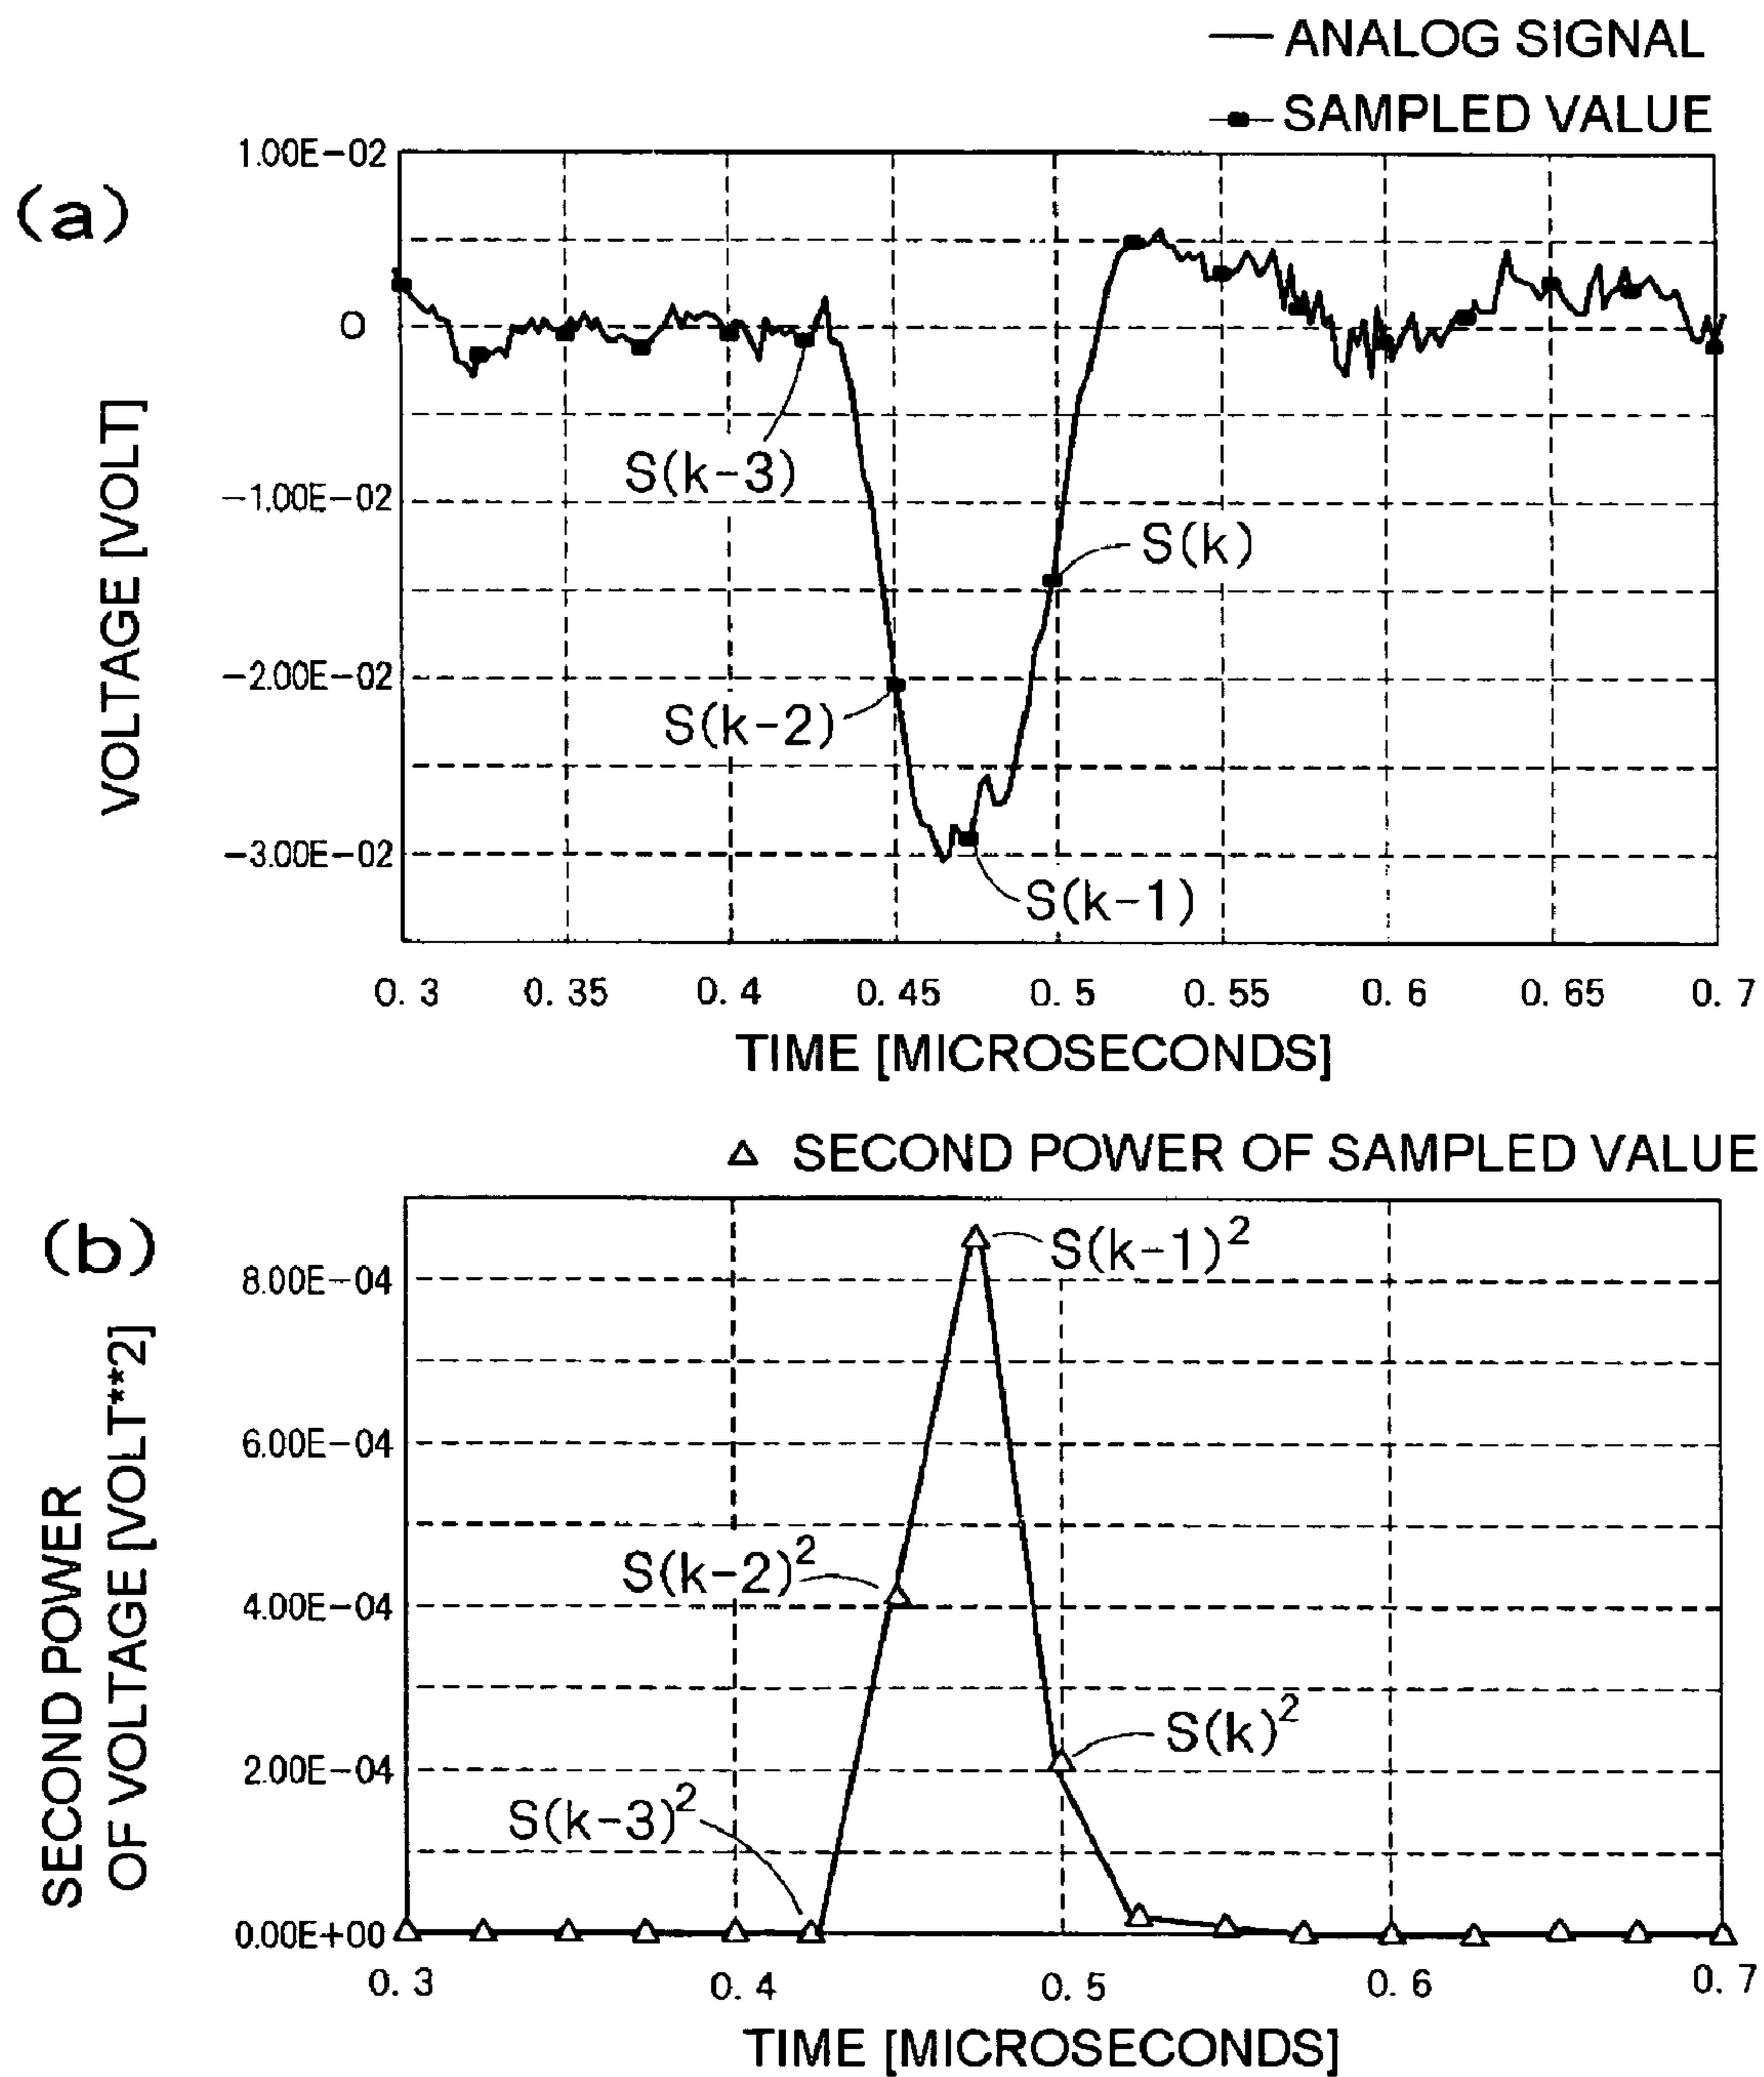 ANALOG SIGNAL
SAMPLED VALUE
(a)
VOLTAGE [VOLT]
1.00E-02
0
-1.00E-02
-2.00E-02
-3.00E-02
S(k-3)
S(k)
S(k-2)
S(k-1)
0.3 0.35 0.4 0.45 0.5 0.55 0.6 0.65 0.7
TIME [MICROSECONDS]
SECOND POWER OF SAMPLED VALUE
(b)
SECOND POWER
OF VOLTAGE [VOLT**2]
8.00E-04
6.00E-04
4.00E-04
2.00E-04
0.00E+00
S(k-1)²
S(k-2)²
S(k)²
S(k-3)²
0.3 0.4 0.5 0.6 0.7
TIME [MICROSECONDS]